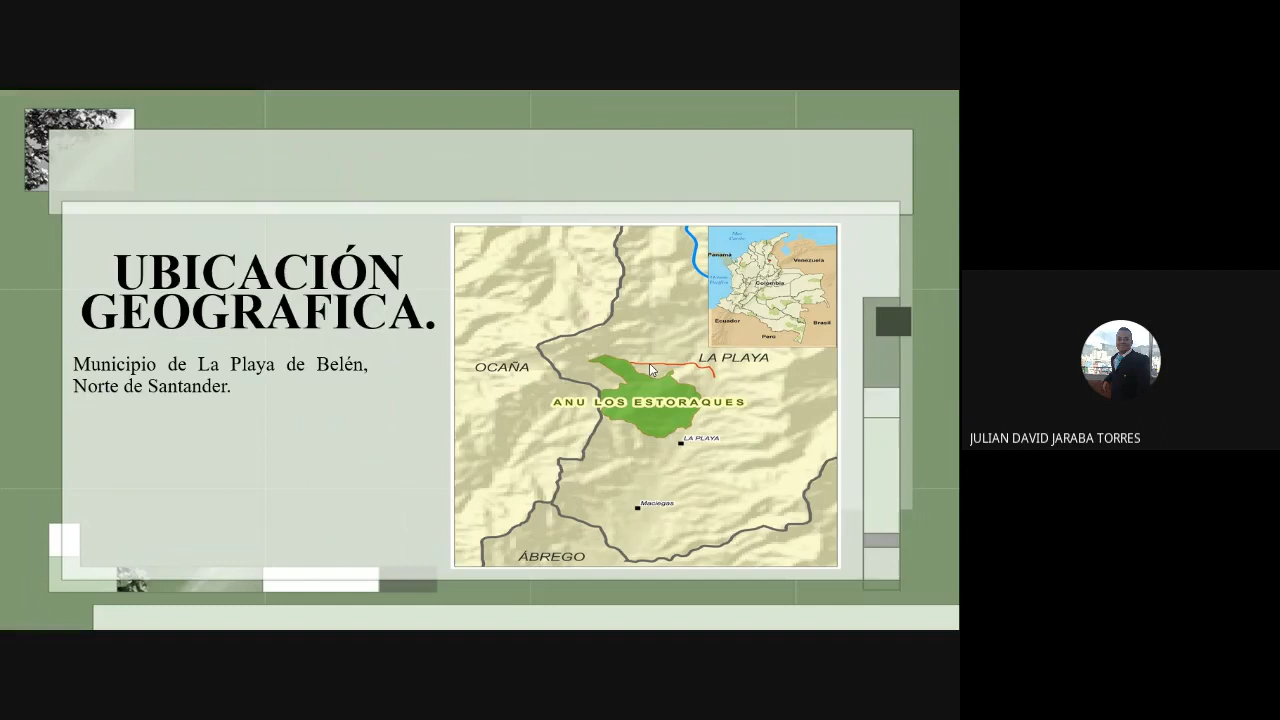 UBICACIÓN
GEOGRAFICA.
Municipio de La Playa de Belén,
Norte de Santander.
Panamá
Venezuela
Colombia
Ecuador
Brasil
Perú
OCAÑA
LA PLAYA
ANU LOS ESTORAQUES
LA PLAYA
Maciegas
ÁBREGO
JULIAN DAVID JARABA TORRES